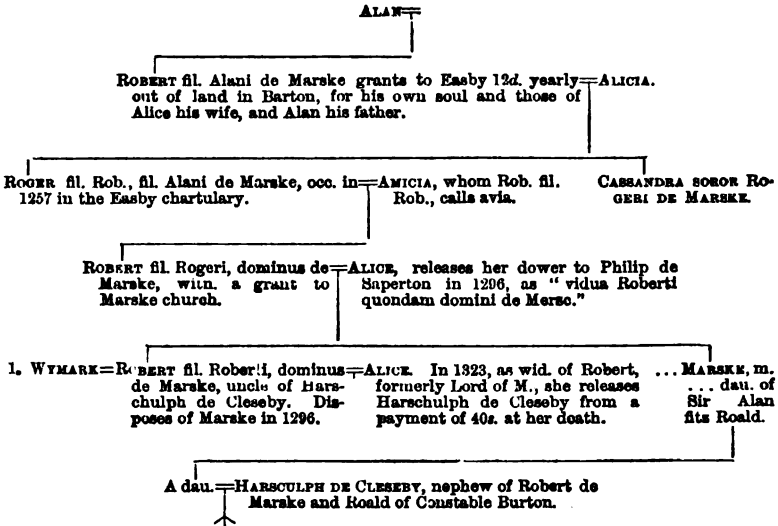 ALAN=
ROBERT fil. Alani de Marske grants to Easby 12d. yearly=ALICIA.
out of land in Barton, for his own soul and those of
Alice his wife, and Alan his father.
ROGER fil. Rob., fil. Alani de Marske, occ. in=AMICIA, whom Rob. fil.
1257 in the Easby chartulary.
Rob., calls avia.
CASSANDRA SOROR RO-
GERI DE MARSKE.
ROBERT fil. Rogeri, dominus de=ALICE, releases her dower to Philip de
Marske, witn. a grant to
Marske church.
Saperton in 1296, as "vidua Roberti
quondam domini de Mersc."
1. WYMARK=ROBERT fil. Roberti, dominus=ALICE. In 1323, as wid. of Robert,
de Marske, uncle of Hars-
chulph de Cleseby. Dis-
poses of Marske in 1296.
formerly Lord of M., she releases
Harschulph de Cleseby from a
payment of 40s. at her death.
... MARSKE, m.
... dau. of
Sir Alan
fitz Roald.
A dau.=HARSCULPH DE CLESEBY, nephew of Robert de
Marske and Roald of Constable Burton.